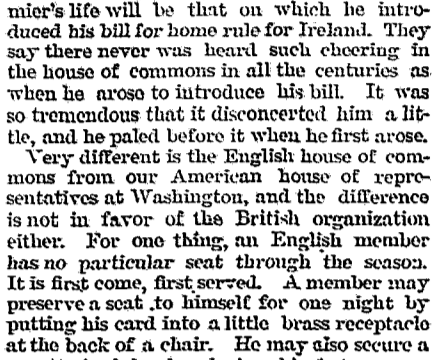 mier's life will be that on which he intro-
duced his bill for home rule for Ireland. They
say there never was heard such cheering in
the house of commons in all the centuries as
when he arose to introduce his bill. It was
so tremendous that it disconcerted him a lit-
tle, and he paled before it when he first arose.
Very different is the English house of com-
mons from our American house of repre-
sentatives at Washington, and the difference
is not in favor of the British organization
either. For one thing, an English member
has no particular seat through the season.
It is first come, first served. A member may
preserve a seat to himself for one night by
putting his card into a little brass receptacle
at the back of a chair. He may also secure a